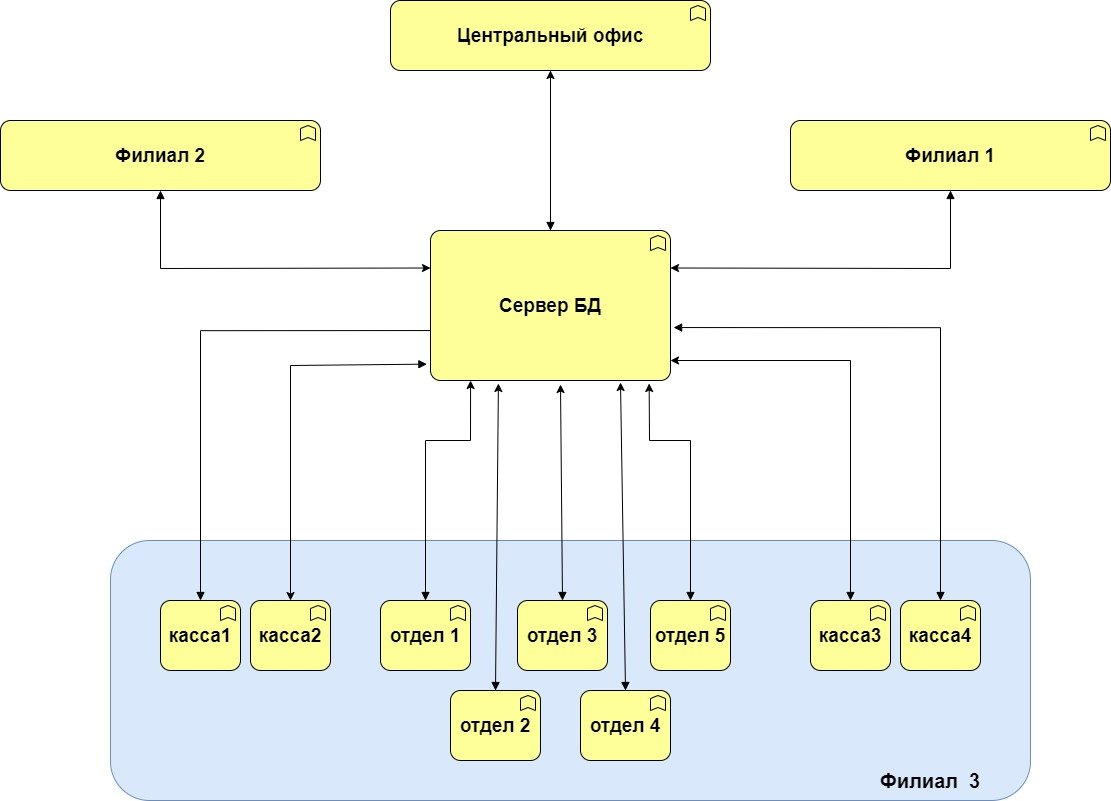 Центральный офис
Филиал 2
Филиал 1
Сервер БД
касса1
касса2
отдел 1
отдел 3
отдел 5
касса3
касса4
отдел 2
отдел 4
Филиал 3